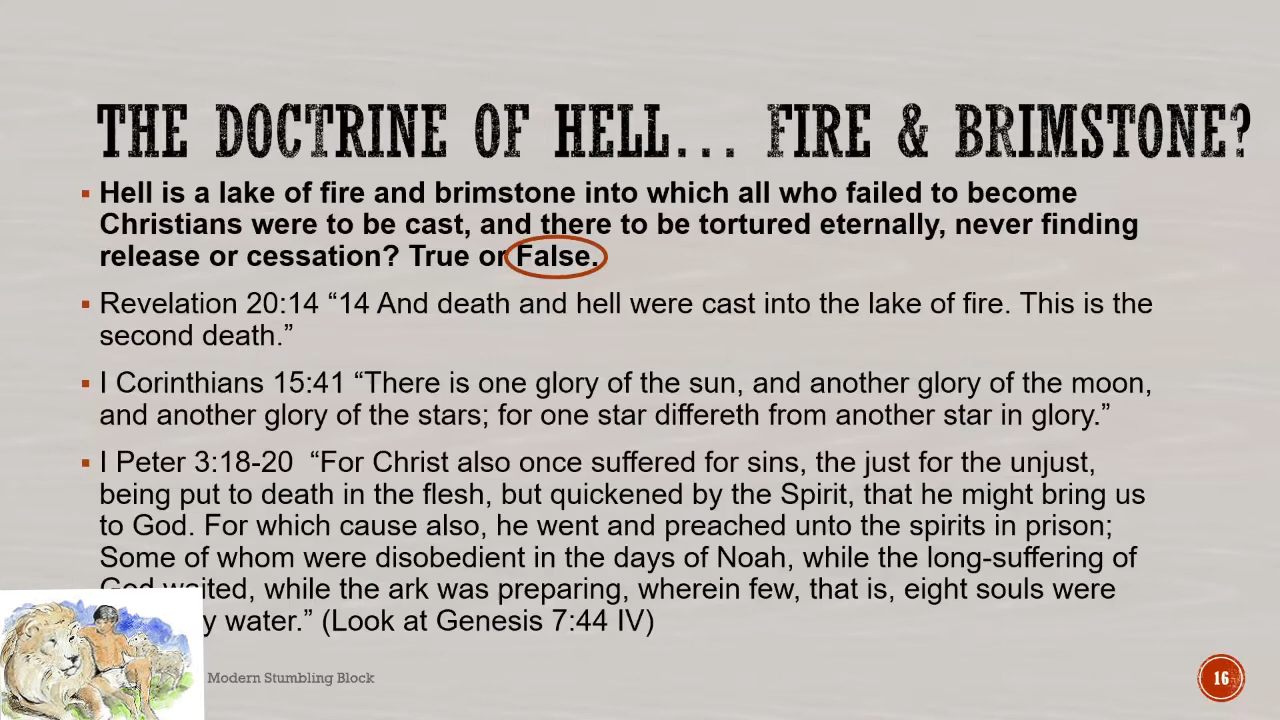 THE DOCTRINE OF HELL... FIRE & BRIMSTONE?
▪ Hell is a lake of fire and brimstone into which all who failed to become
Christians were to be cast, and there to be tortured eternally, never finding
release or cessation? True or False.
▪ Revelation 20:14 “14 And death and hell were cast into the lake of fire. This is the
second death.”
▪ I Corinthians 15:41 “There is one glory of the sun, and another glory of the moon,
and another glory of the stars; for one star differeth from another star in glory.”
▪ I Peter 3:18-20 “For Christ also once suffered for sins, the just for the unjust,
being put to death in the flesh, but quickened by the Spirit, that he might bring us
to God. For which cause also, he went and preached unto the spirits in prison;
Some of whom were disobedient in the days of Noah, while the long-suffering of
God waited, while the ark was preparing, wherein few, that is, eight souls were
water.” (Look at Genesis 7:44 IV)
Modern Stumbling Block
16